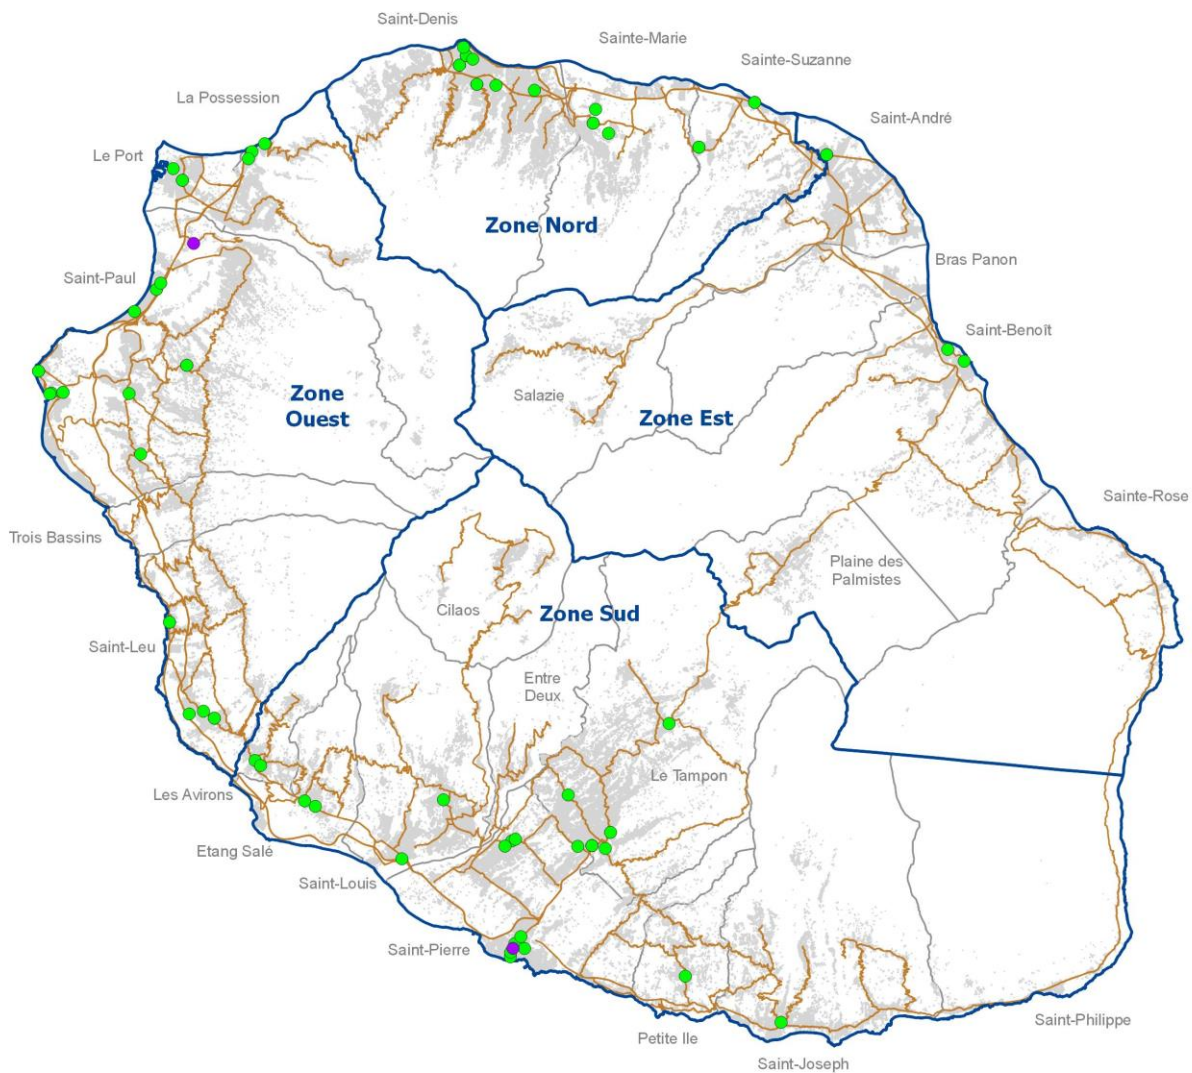 Saint-Denis
Sainte-Marie
Sainte-Suzanne
La Possession
Saint-André
Le Port
Zone Nord
Bras Panon
Saint-Paul
Saint-Benoît
Zone
Ouest
Salazie
Zone Est
Sainte-Rose
Trois Bassins
Plaine des
Palmistes
Cilaos
Zone Sud
Saint-Leu
Entre
Deux
Le Tampon
Les Avirons
Etang Salé
Saint-Louis
Saint-Pierre
Saint-Philippe
Petite Ile
Saint-Joseph